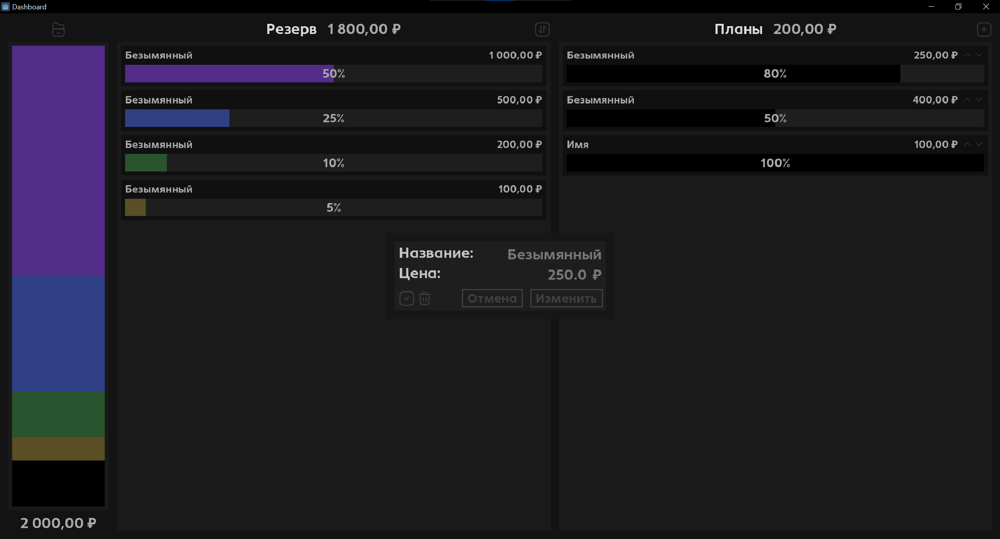 Dashboard
Резерв 1 800,00 ₽
Планы 200,00 ₽
Безымянный 1 000,00 ₽
50%
Безымянный 500,00 ₽
25%
Безымянный 200,00 ₽
10%
Безымянный 100,00 ₽
5%
Безымянный 250,00 ₽
80%
Безымянный 400,00 ₽
50%
Имя 100,00 ₽
100%
Название: Безымянный
Цена: 250.0 ₽
Отмена Изменить
2 000,00 ₽